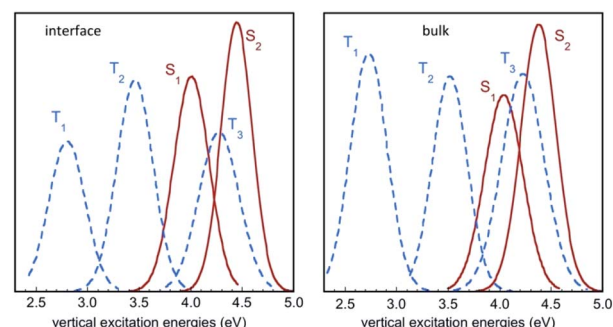 interface
T1
T2
S1
S2
T3
2.5 3.0 3.5 4.0 4.5 5.0
vertical excitation energies (eV)
bulk
T1
T2
S1
T3
S2
2.5 3.0 3.5 4.0 4.5 5.0
vertical excitation energies (eV)